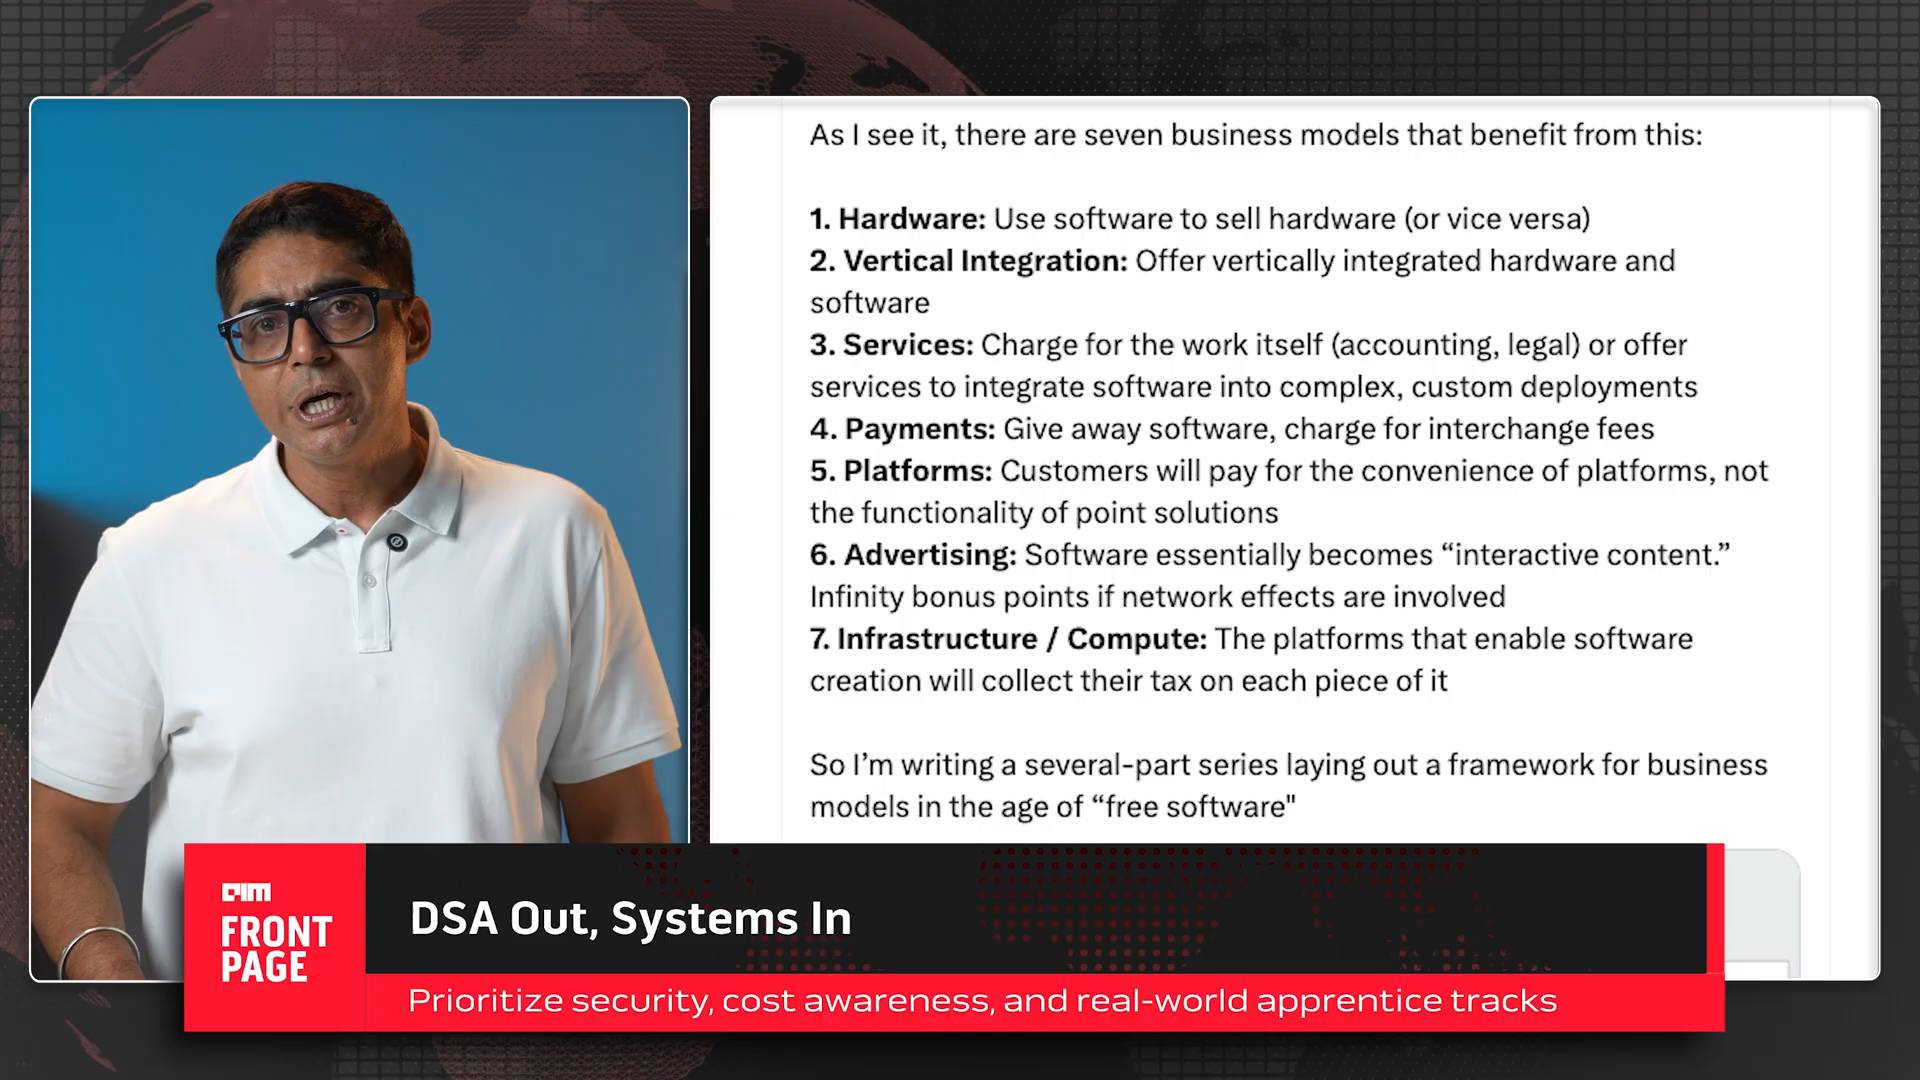 As I see it, there are seven business models that benefit from this:
1. Hardware: Use software to sell hardware (or vice versa)
2. Vertical Integration: Offer vertically integrated hardware and
software
3. Services: Charge for the work itself (accounting, legal) or offer
services to integrate software into complex, custom deployments
4. Payments: Give away software, charge for interchange fees
5. Platforms: Customers will pay for the convenience of platforms, not
the functionality of point solutions
6. Advertising: Software essentially becomes “interactive content.”
Infinity bonus points if network effects are involved
7. Infrastructure / Compute: The platforms that enable software
creation will collect their tax on each piece of it
So I’m writing a several-part series laying out a framework for business
models in the age of “free software"
AIM
FRONT
PAGE
DSA Out, Systems In
Prioritize security, cost awareness, and real-world apprentice tracks